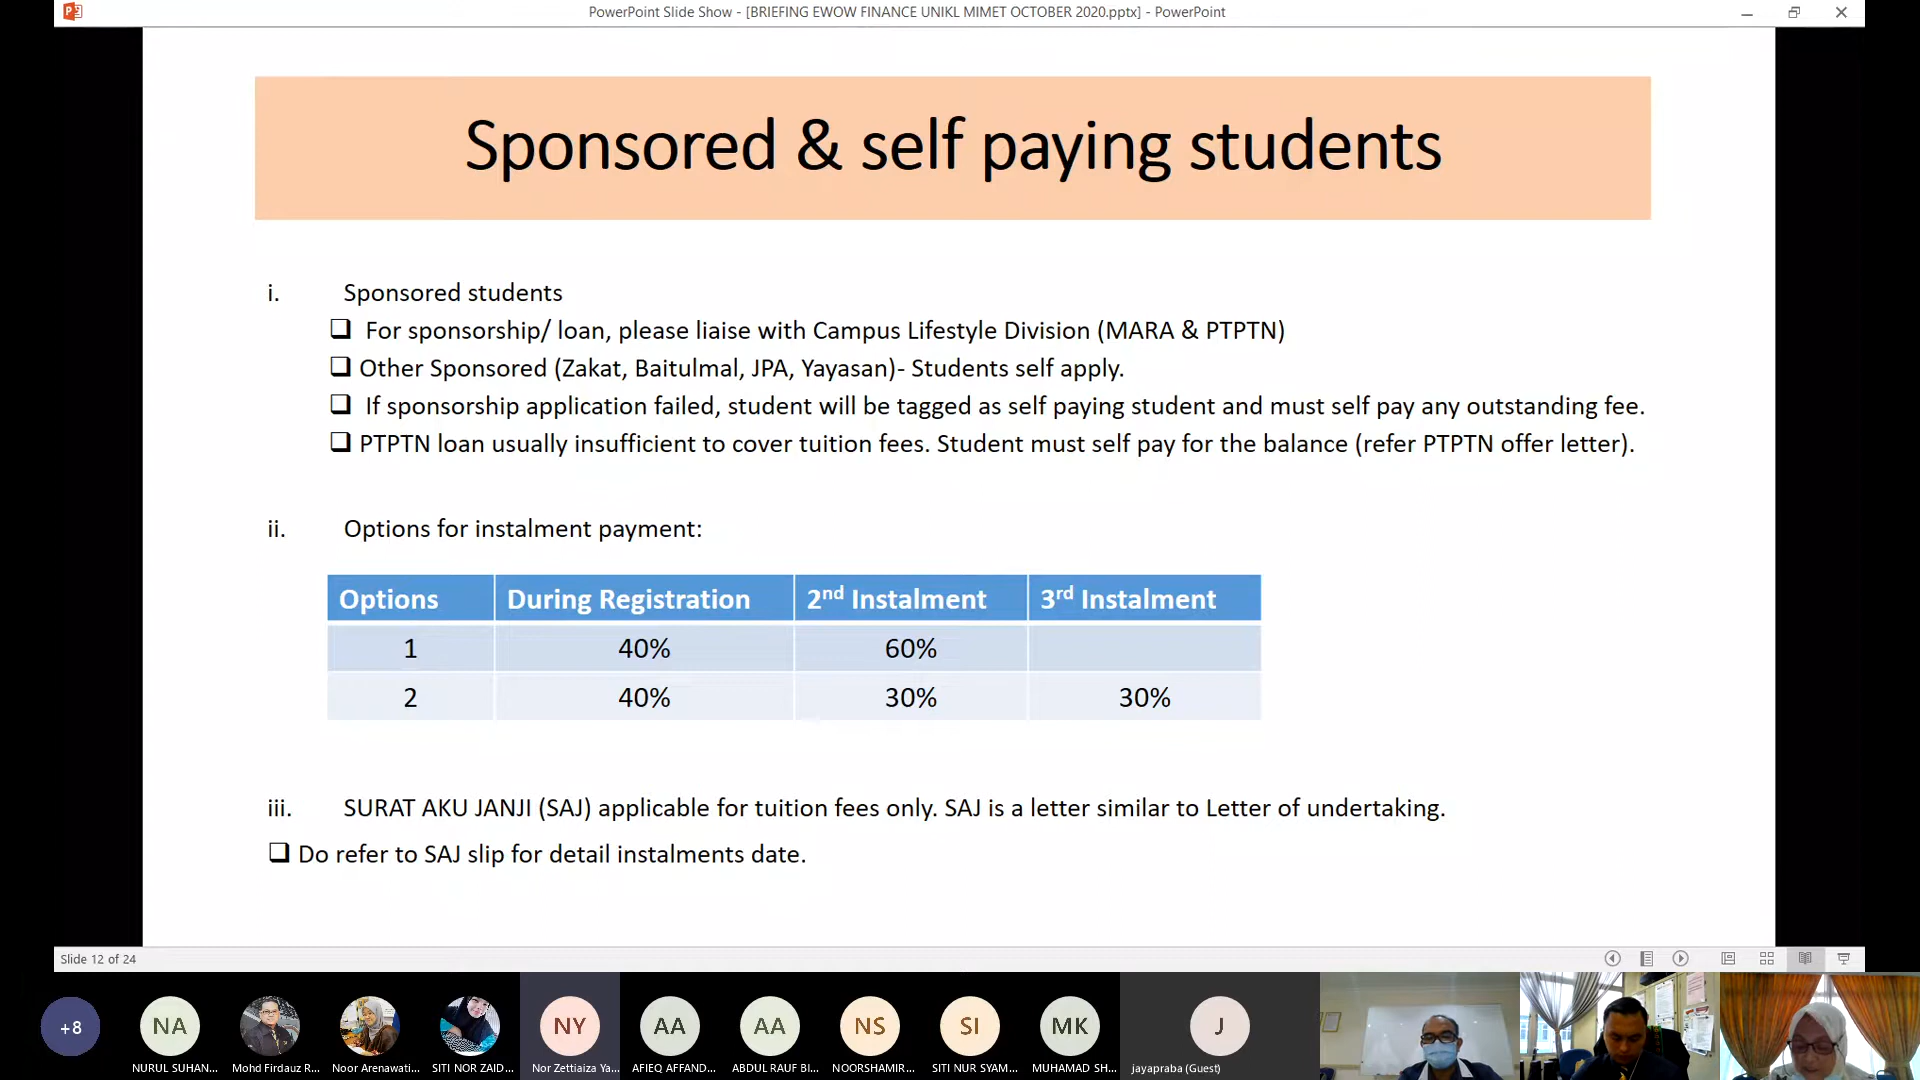 PowerPoint Slide Show - [BRIEFING EWOW FINANCE UNIKL MIMET OCTOBER 2020.pptx] - PowerPoint
Sponsored & self paying students
i. Sponsored students
❑ For sponsorship/ loan, please liaise with Campus Lifestyle Division (MARA & PTPTN)
❑ Other Sponsored (Zakat, Baitulmal, JPA, Yayasan)- Students self apply.
❑ If sponsorship application failed, student will be tagged as self paying student and must self pay any outstanding fee.
❑ PTPTN loan usually insufficient to cover tuition fees. Student must self pay for the balance (refer PTPTN offer letter).
ii. Options for instalment payment:
Options During Registration 2nd Instalment 3rd Instalment
1 40% 60%
2 40% 30% 30%
iii. SURAT AKU JANJI (SAJ) applicable for tuition fees only. SAJ is a letter similar to Letter of undertaking.
❑ Do refer to SAJ slip for detail instalments date.
Slide 12 of 24
+8 NA NY AA AA NS SI MK J
NURUL SUHAN... Mohd Firdauz R... Noor Arenawati... SITI NOR ZAID... Nor Zettiaiza Ya... AFIEQ AFFAND... ABDUL RAUF BI... NOORSHAMIR... SITI NUR SYAM... MUHAMAD SH... jayapraba (Guest)